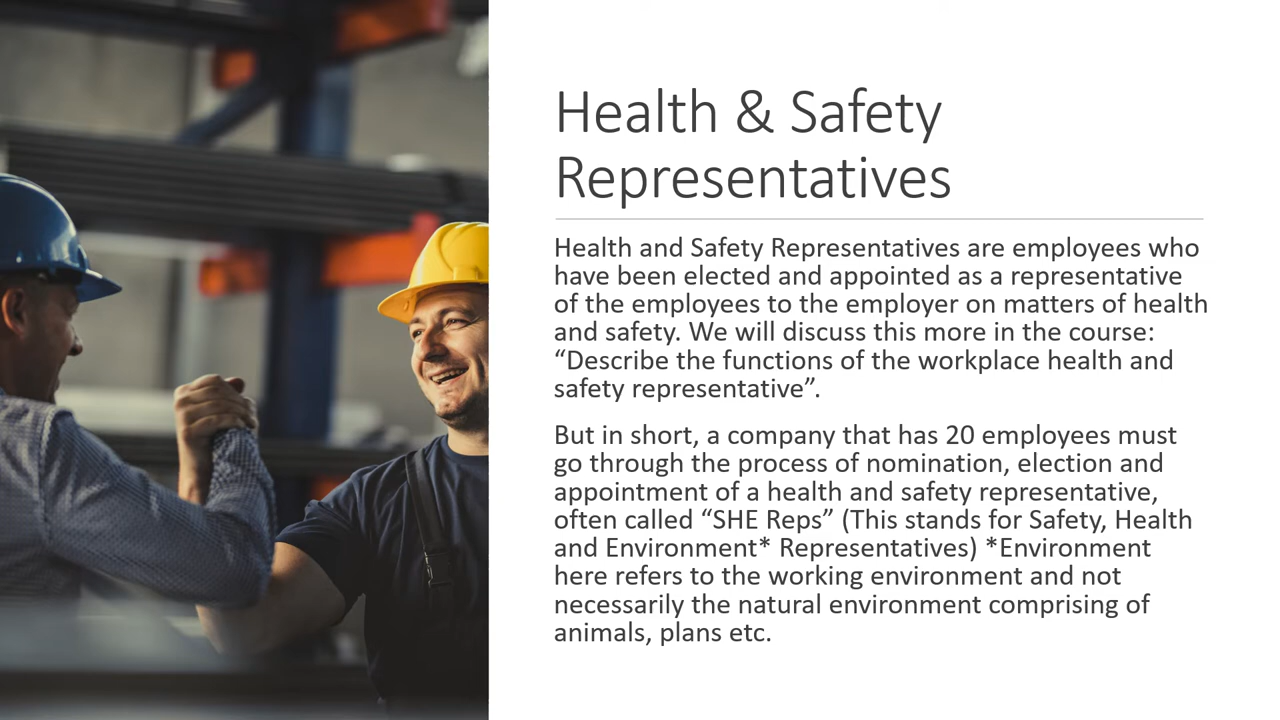 Health & Safety
Representatives
Health and Safety Representatives are employees who
have been elected and appointed as a representative
of the employees to the employer on matters of health
and safety. We will discuss this more in the course:
“Describe the functions of the workplace health and
safety representative”.
But in short, a company that has 20 employees must
go through the process of nomination, election and
appointment of a health and safety representative,
often called “SHE Reps” (This stands for Safety, Health
and Environment* Representatives) *Environment
here refers to the working environment and not
necessarily the natural environment comprising of
animals, plans etc.